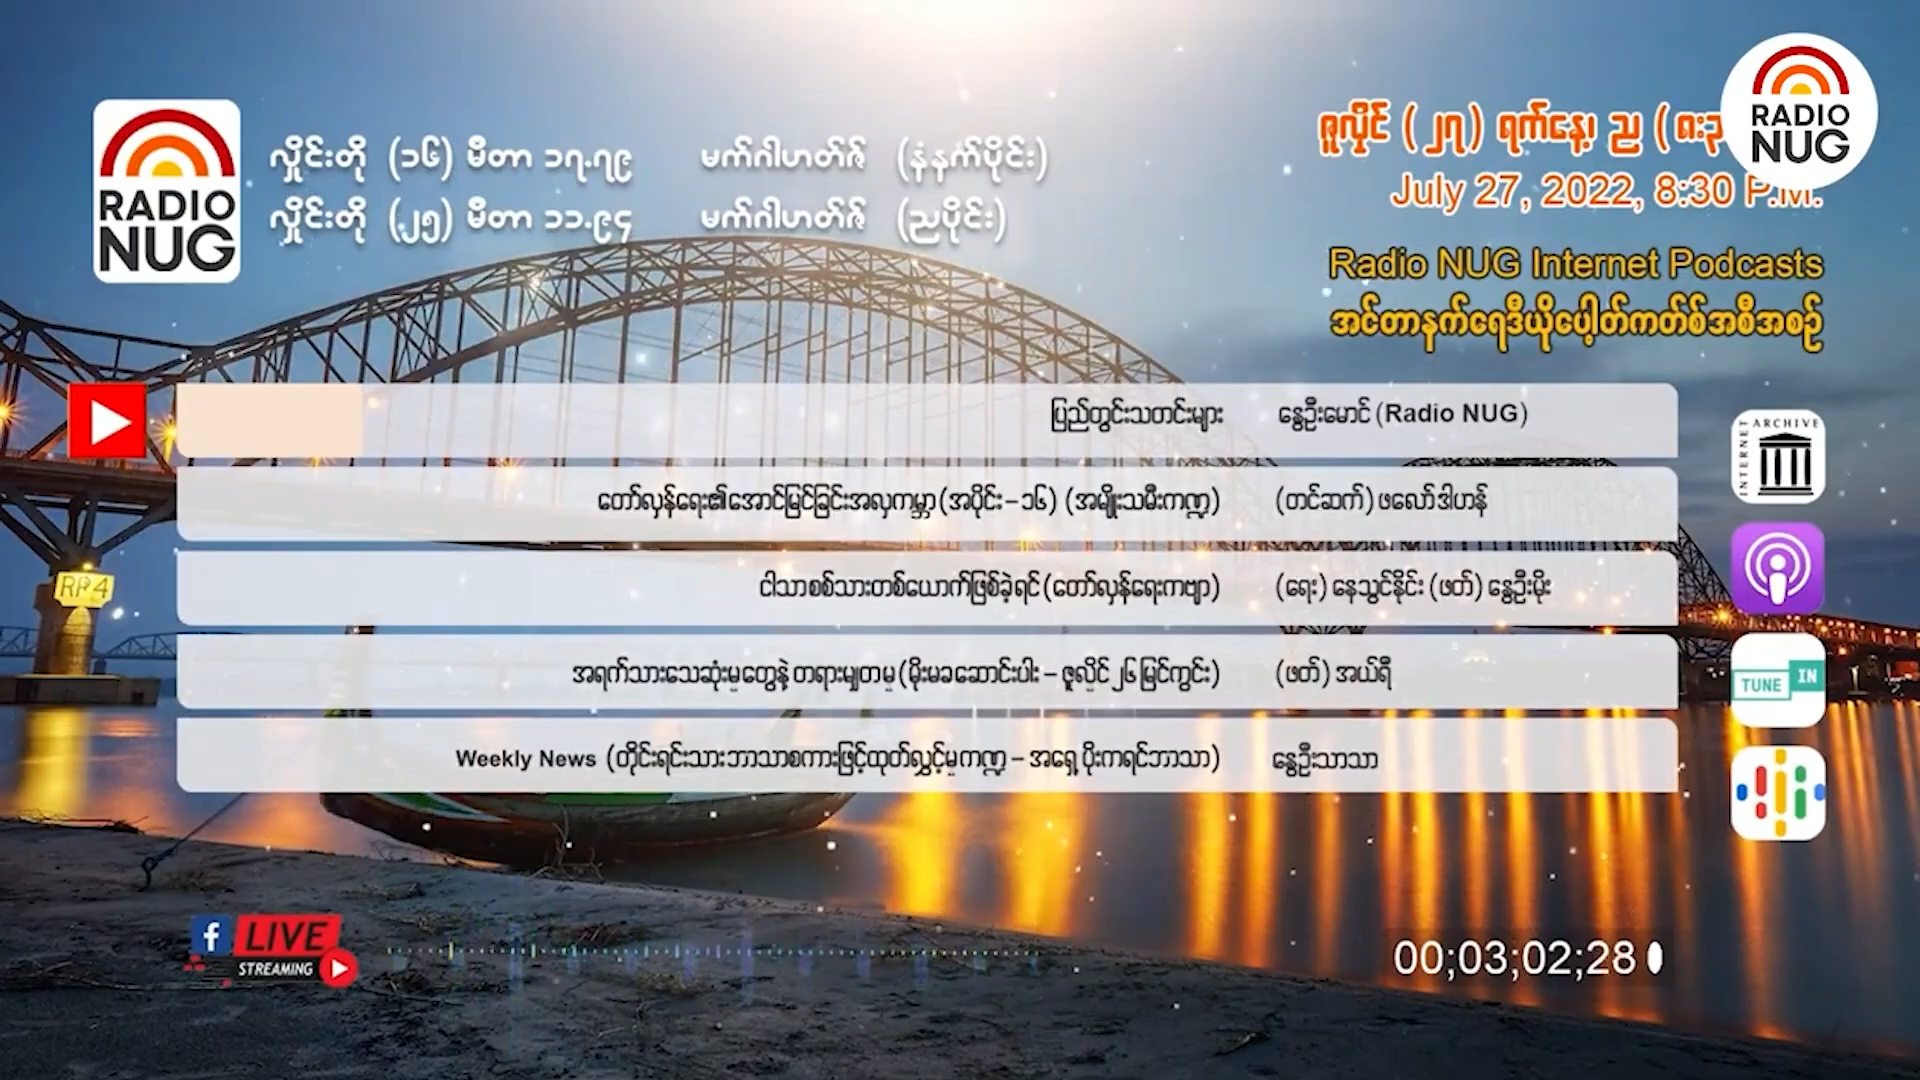 RADIO
NUG
လှိုင်းတို (၁၆) မီတာ ၁၇.၇၉ မက်ဂါဟတ်ဇ် (နံနက်ပိုင်း)
လှိုင်းတို (၂၅) မီတာ ၁၁.၉၄ မက်ဂါဟတ်ဇ် (ညပိုင်း)
ဇူလှိုင် (၂၇) ရက်နေ့၊ ည (၈း၃
RADIO
NUG
July 27, 2022, 8:30 P.M.
Radio NUG Internet Podcasts
အင်တာနက်ရေဒီယိုပေါ့တ်ကတ်စ်အစီအစဉ်
ပြည်တွင်းသတင်းများ နွေဦးမောင် (Radio NUG)
တော်လှန်ရေး၏အောင်မြင်ခြင်းအလှကမ္ဘာ (အပိုင်း – ၁၆) (အမျိုးသမီးကဏ္ဍ) (တင်ဆက်) ဖလော်ဒါဟန်
ငါသာစစ်သားတစ်ယောက်ဖြစ်ခဲ့ရင် (တော်လှန်ရေးကဗျာ) (ရေး) နေသွင်နိုင်း (ဖတ်) နွေဦးမိုး
အရက်သားသေဆုံးမှုတွေနဲ့ တရားမျှတမှု (မိုးမခဆောင်းပါး – ဇူလိုင် ၂၆ မြင်ကွင်း) (ဖတ်) အယ်ရီ
Weekly News (တိုင်းရင်းသားဘာသာစကားဖြင့်ထုတ်လွှင့်မှုကဏ္ဍ – အရှေ့ပိုးကရင်ဘာသာ) နွေဦးသာသာ
INTERNET ARCHIVE
TUNE IN
RP4
f LIVE
STREAMING
00;03;02;28